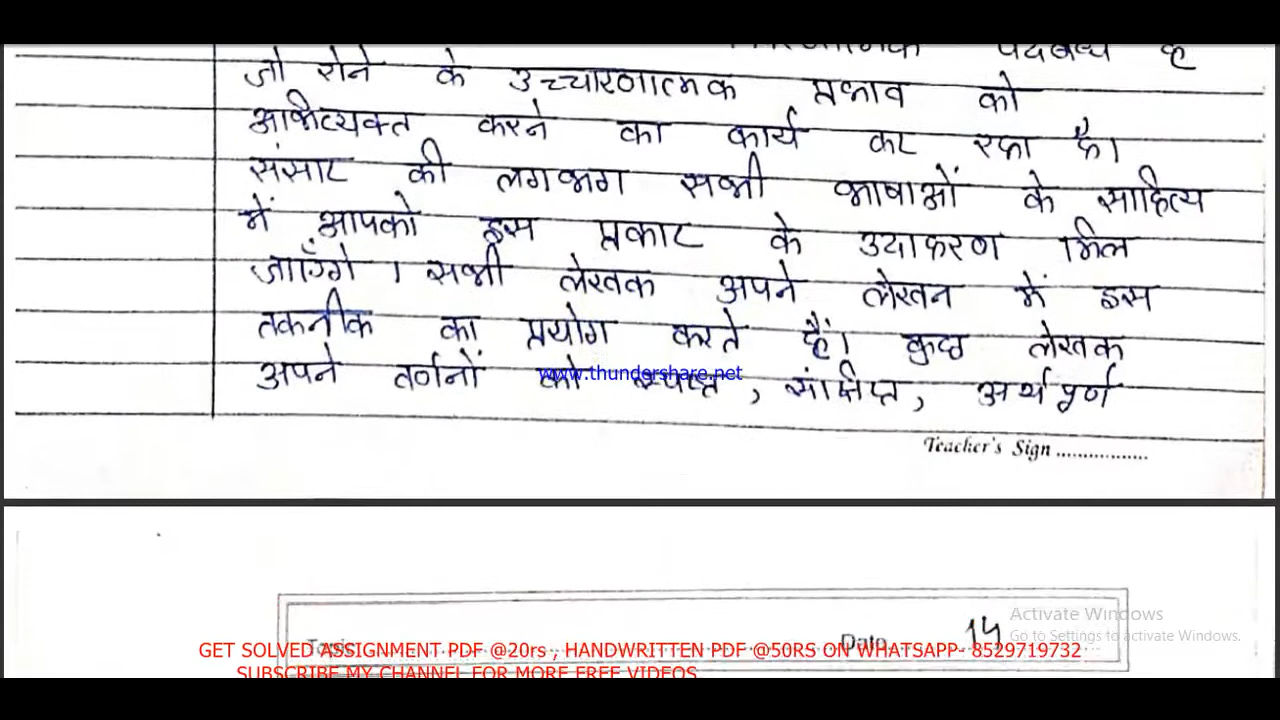 पदबन्ध है
जो रोने के उच्चारणात्मक प्रभाव को
अभिव्यक्त करने का कार्य कर रहा है।
संसार की लगभग सभी भाषाओं के साहित्य
में आपको इस प्रकार के उदाहरण मिल
जाएँगे। सभी लेखक अपने लेखन में इस
तकनीक का प्रयोग करते हैं। कुछ लेखक
अपने वर्णनों को स्पष्ट, संक्षिप्त, अर्थपूर्ण
www.thundershare.net
Teacher's Sign .................
Activate Windows
Go to Settings to activate Windows.
Topic Date 14
GET SOLVED ASSIGNMENT PDF @20rs , HANDWRITTEN PDF @50RS ON WHATSAPP- 8529719732
SUBSCRIBE MY CHANNEL FOR MORE FREE VIDEOS